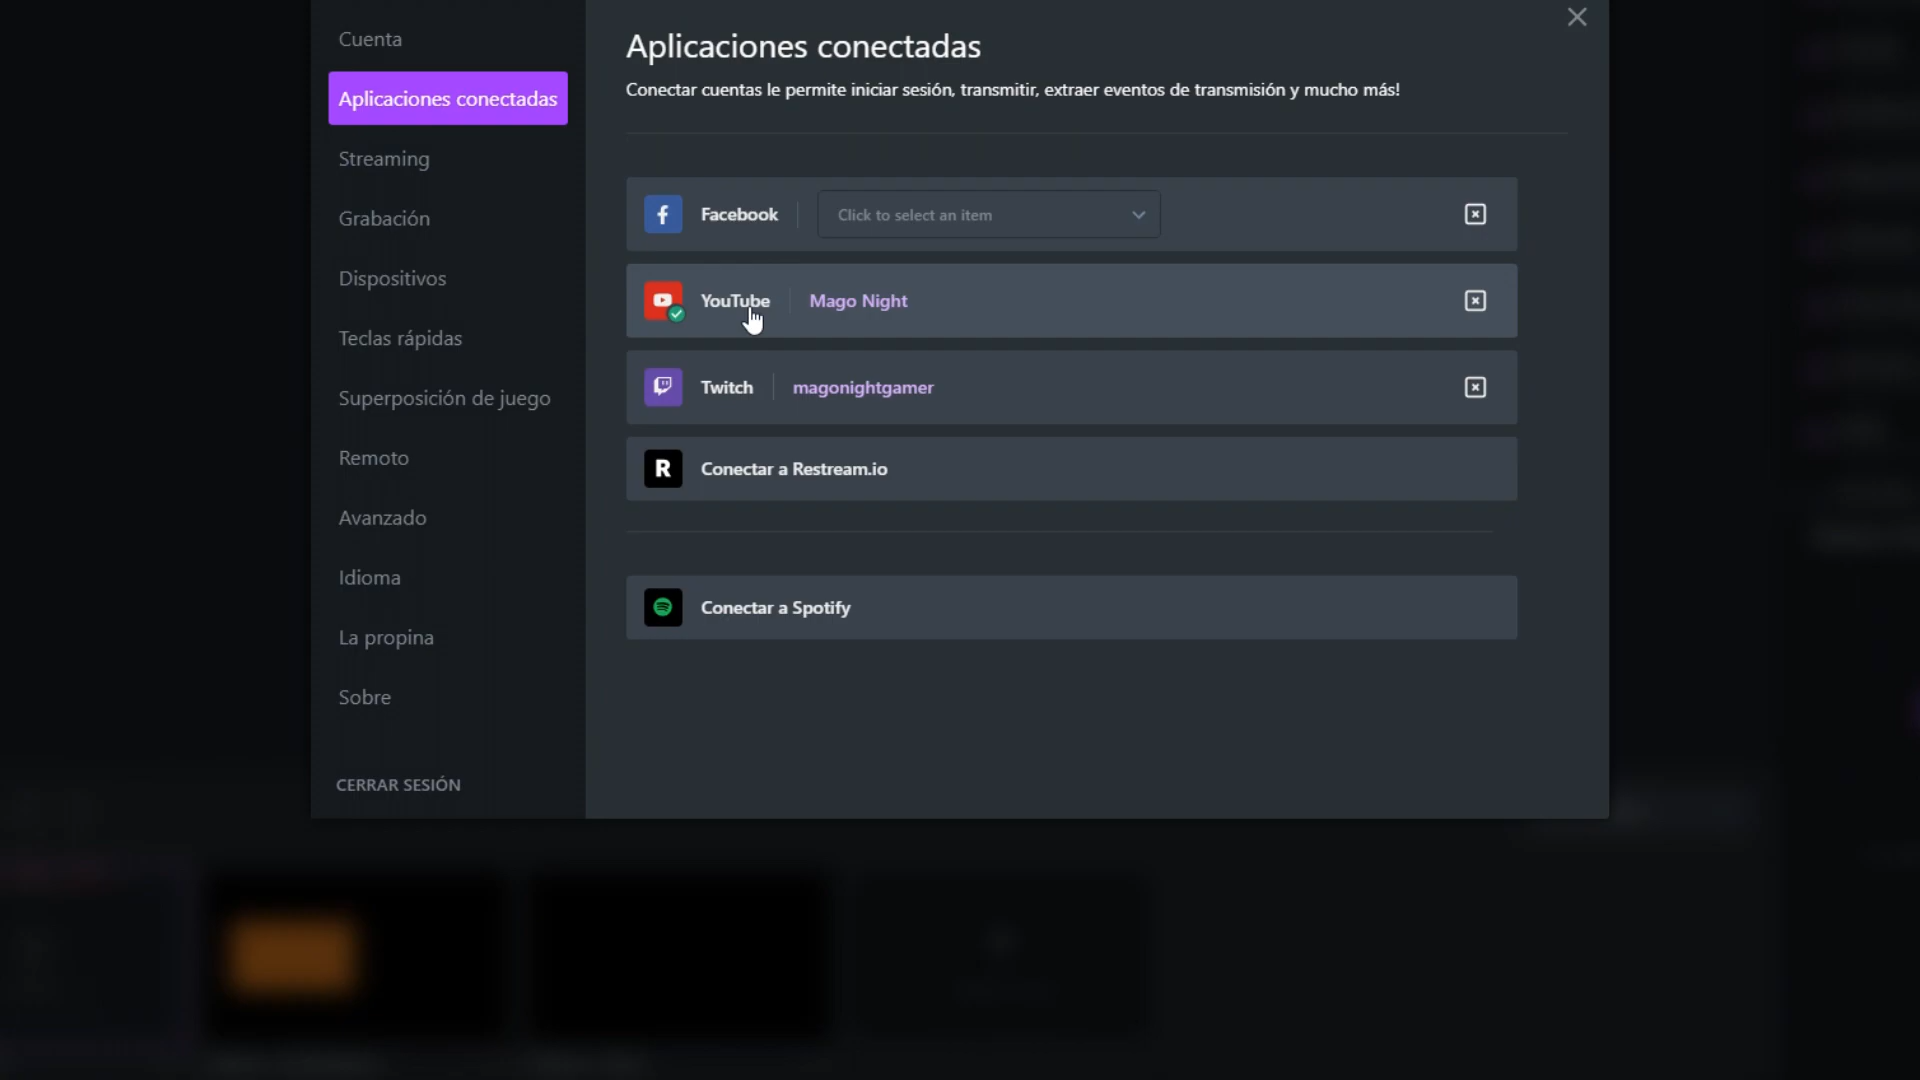 Cuenta
Aplicaciones conectadas
Streaming
Grabación
Dispositivos
Teclas rápidas
Superposición de juego
Remoto
Avanzado
Idioma
La propina
Sobre
CERRAR SESIÓN
Aplicaciones conectadas
Conectar cuentas le permite iniciar sesión, transmitir, extraer eventos de transmisión y mucho más!
Facebook Click to select an item
YouTube Mago Night
Twitch magonightgamer
R Conectar a Restream.io
Conectar a Spotify